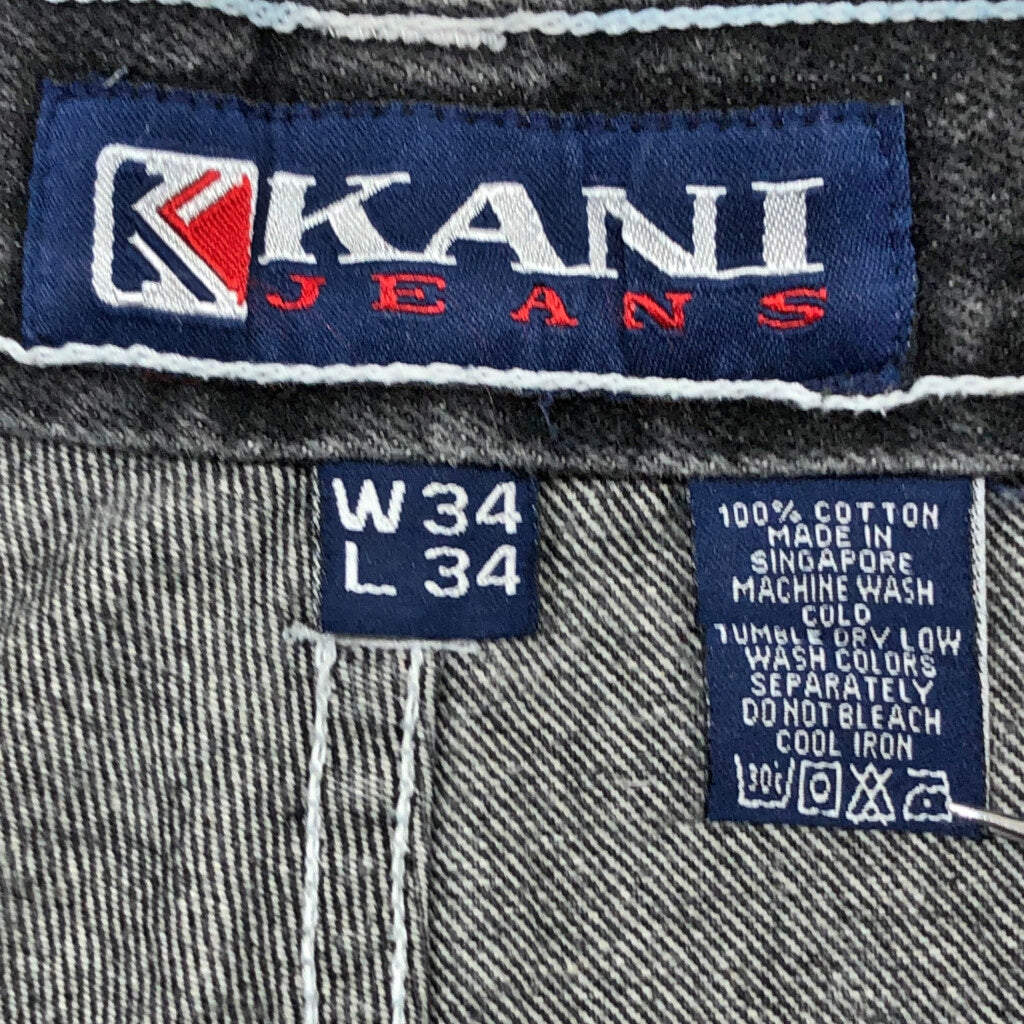 KANI
JEANS
W 34
L 34
100% COTTON
MADE IN
SINGAPORE
MACHINE WASH
COLD
TUMBLE DRY LOW
WASH COLORS
SEPARATELY
DO NOT BLEACH
COOL IRON
30°